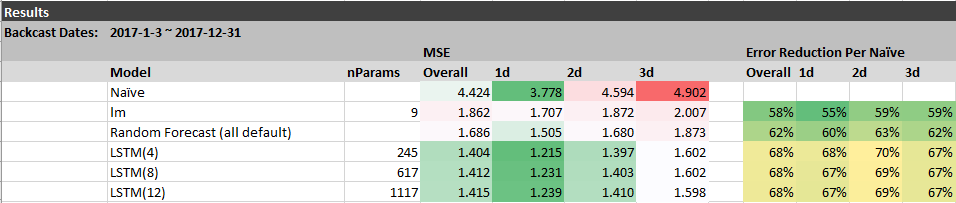 Results
Backcast Dates: 2017-1-3 ~ 2017-12-31
MSE Error Reduction Per Naïve
Model nParams Overall 1d 2d 3d Overall 1d 2d 3d
Naïve 4.424 3.778 4.594 4.902
lm 9 1.862 1.707 1.872 2.007 58% 55% 59% 59%
Random Forecast (all default) 1.686 1.505 1.680 1.873 62% 60% 63% 62%
LSTM(4) 245 1.404 1.215 1.397 1.602 68% 68% 70% 67%
LSTM(8) 617 1.412 1.231 1.403 1.602 68% 67% 69% 67%
LSTM(12) 1117 1.415 1.239 1.410 1.598 68% 67% 69% 67%